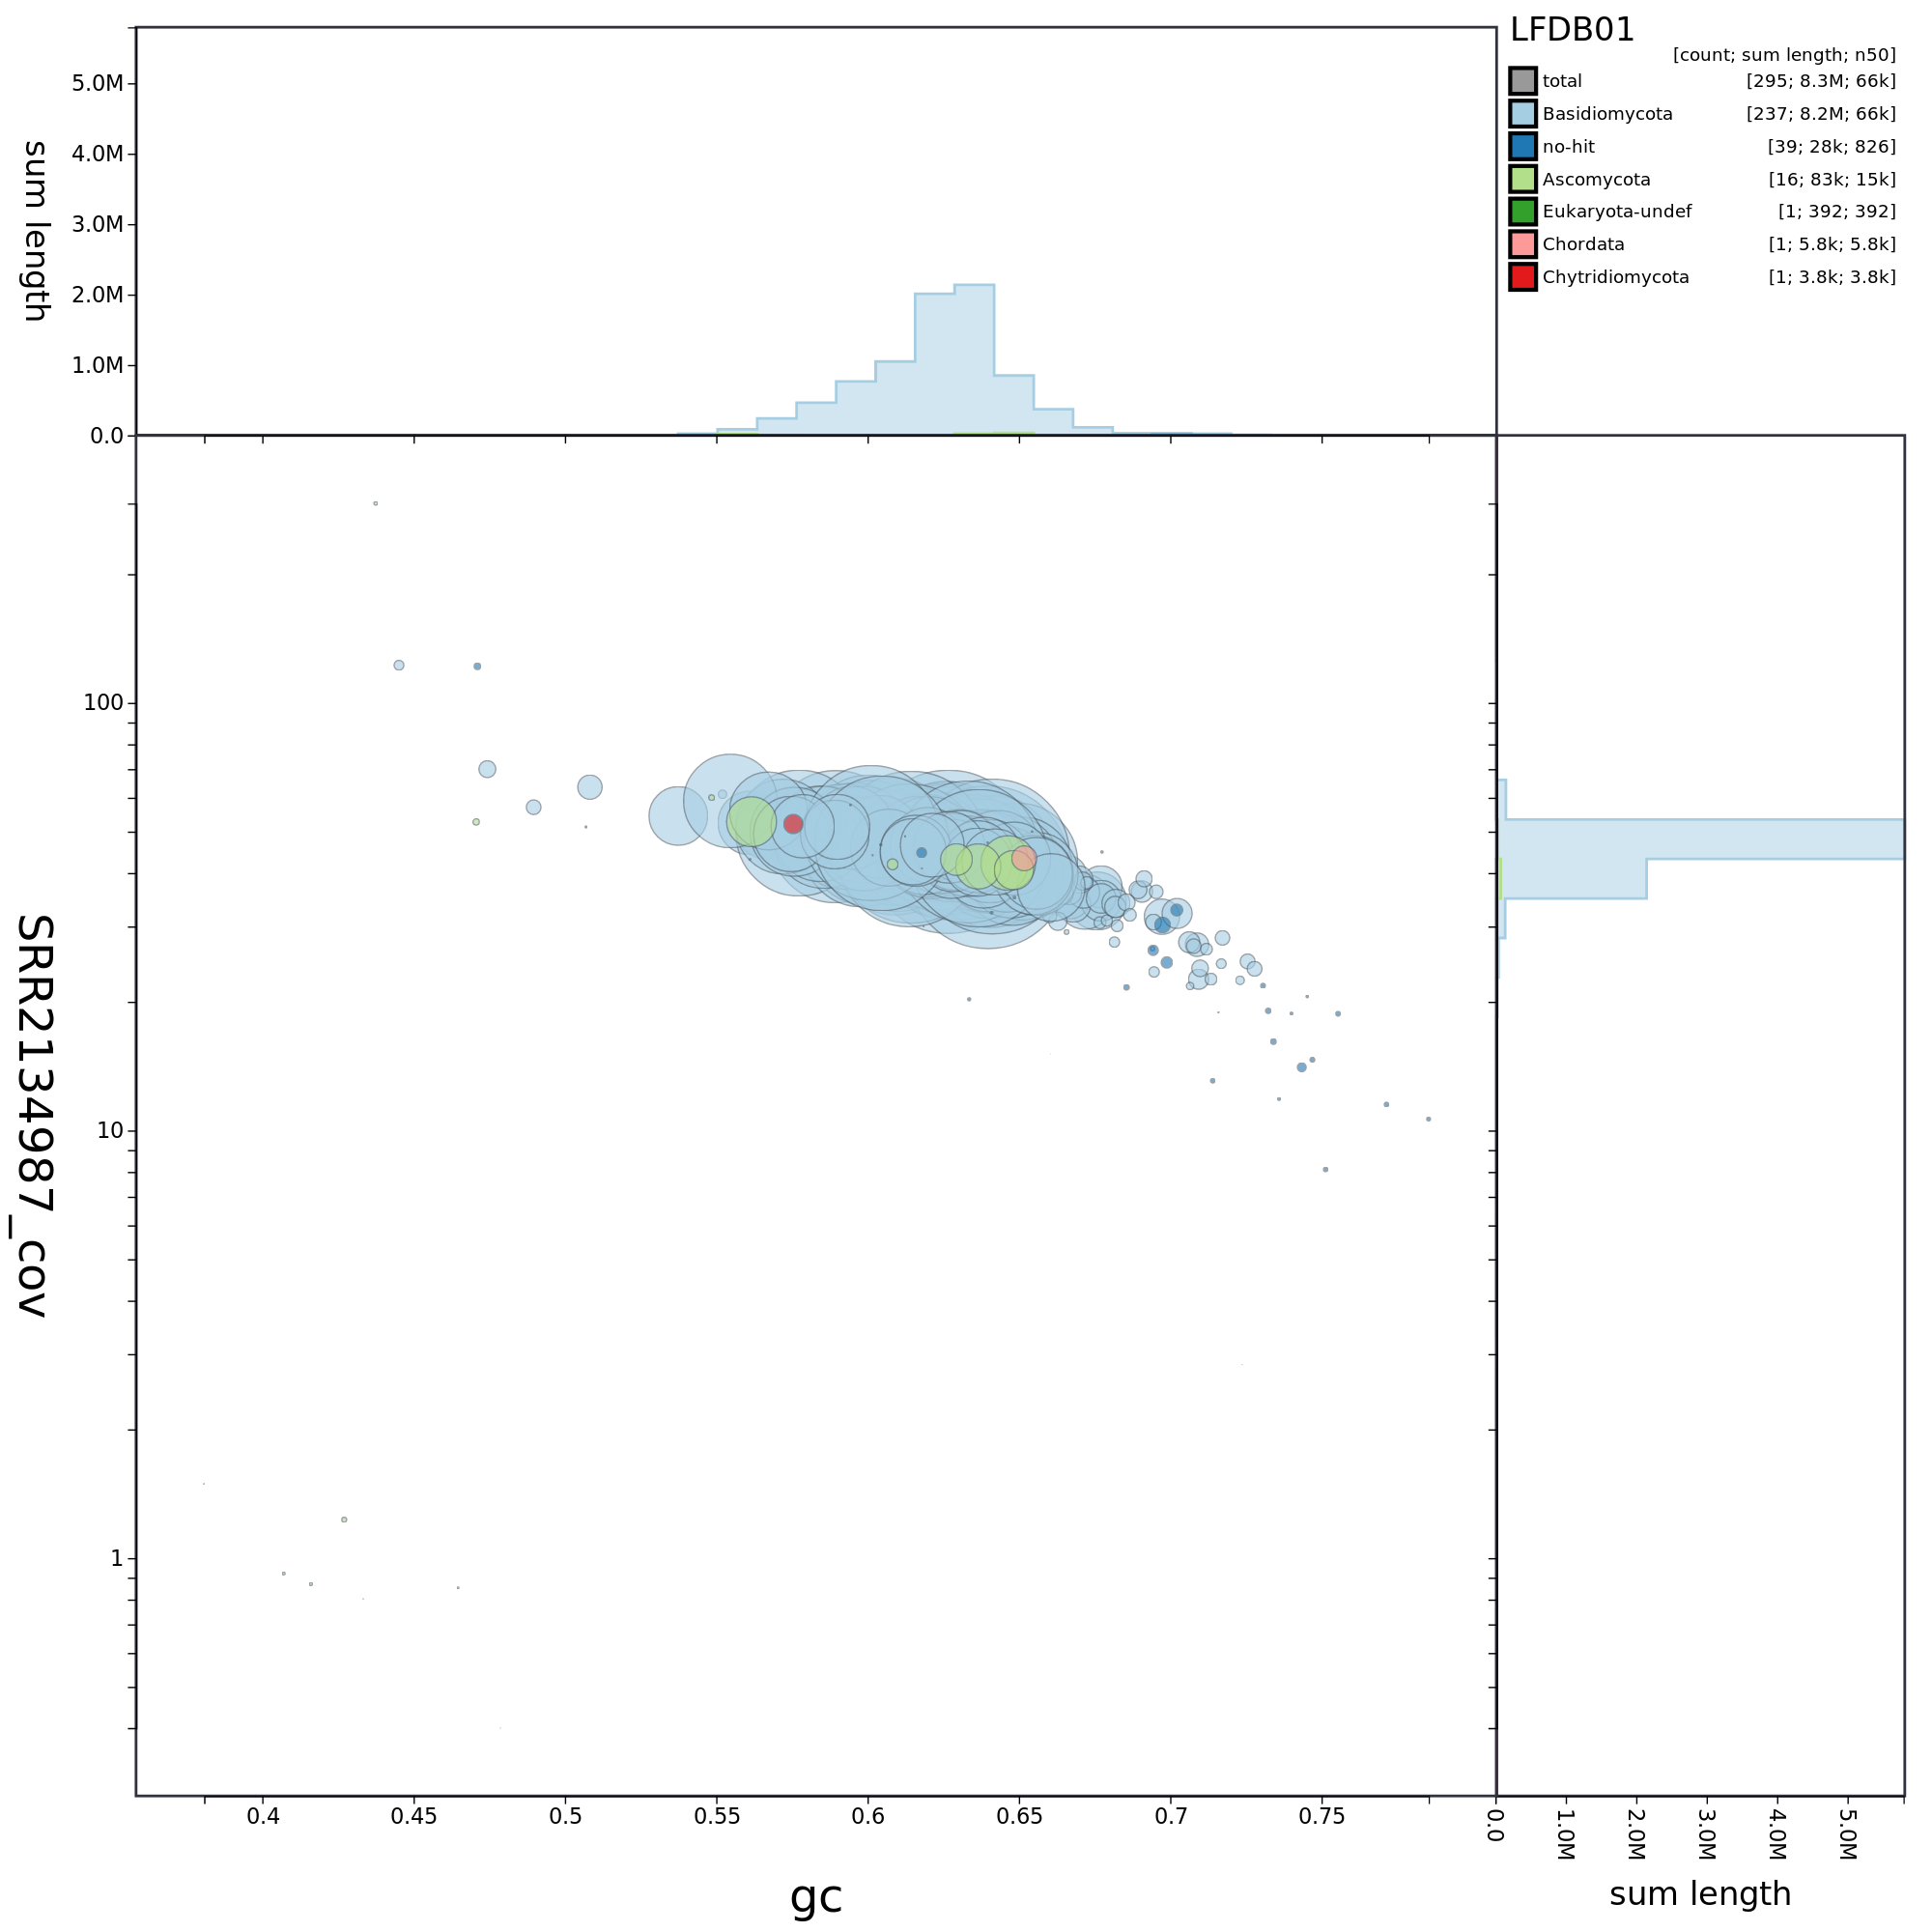 LFDB01
[count; sum length; n50]
total [295; 8.3M; 66k]
Basidiomycota [237; 8.2M; 66k]
no-hit [39; 28k; 826]
Ascomycota [16; 83k; 15k]
Eukaryota-undef [1; 392; 392]
Chordata [1; 5.8k; 5.8k]
Chytridiomycota [1; 3.8k; 3.8k]
sum length
5.0M
4.0M
3.0M
2.0M
1.0M
0.0
SRR2134987_cov
100
10
1
0.4 0.45 0.5 0.55 0.6 0.65 0.7 0.75
gc
0.0 1.0M 2.0M 3.0M 4.0M 5.0M
sum length